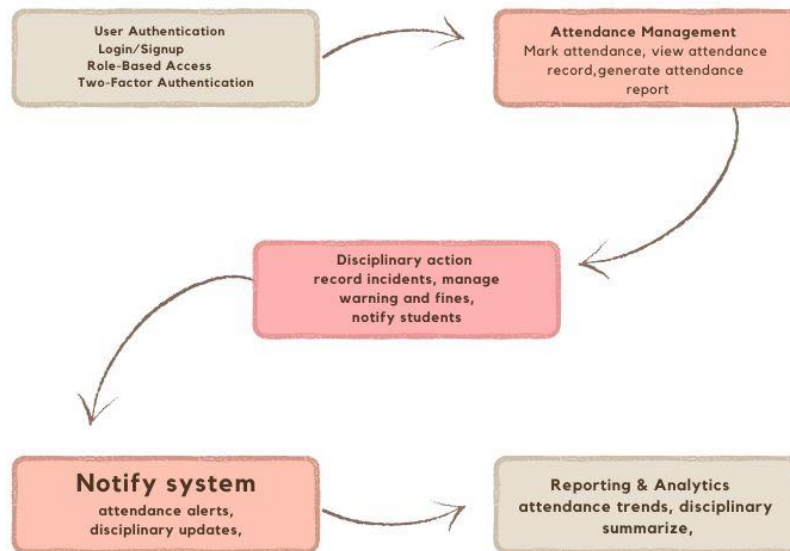 User Authentication
Login/Signup
Role-Based Access
Two-Factor Authentication
Attendance Management
Mark attendance, view attendance
record,generate attendance
report
Disciplinary action
record incidents, manage
warning and fines,
notify students
Notify system
attendance alerts,
disciplinary updates,
Reporting & Analytics
attendance trends, disciplinary
summarize,